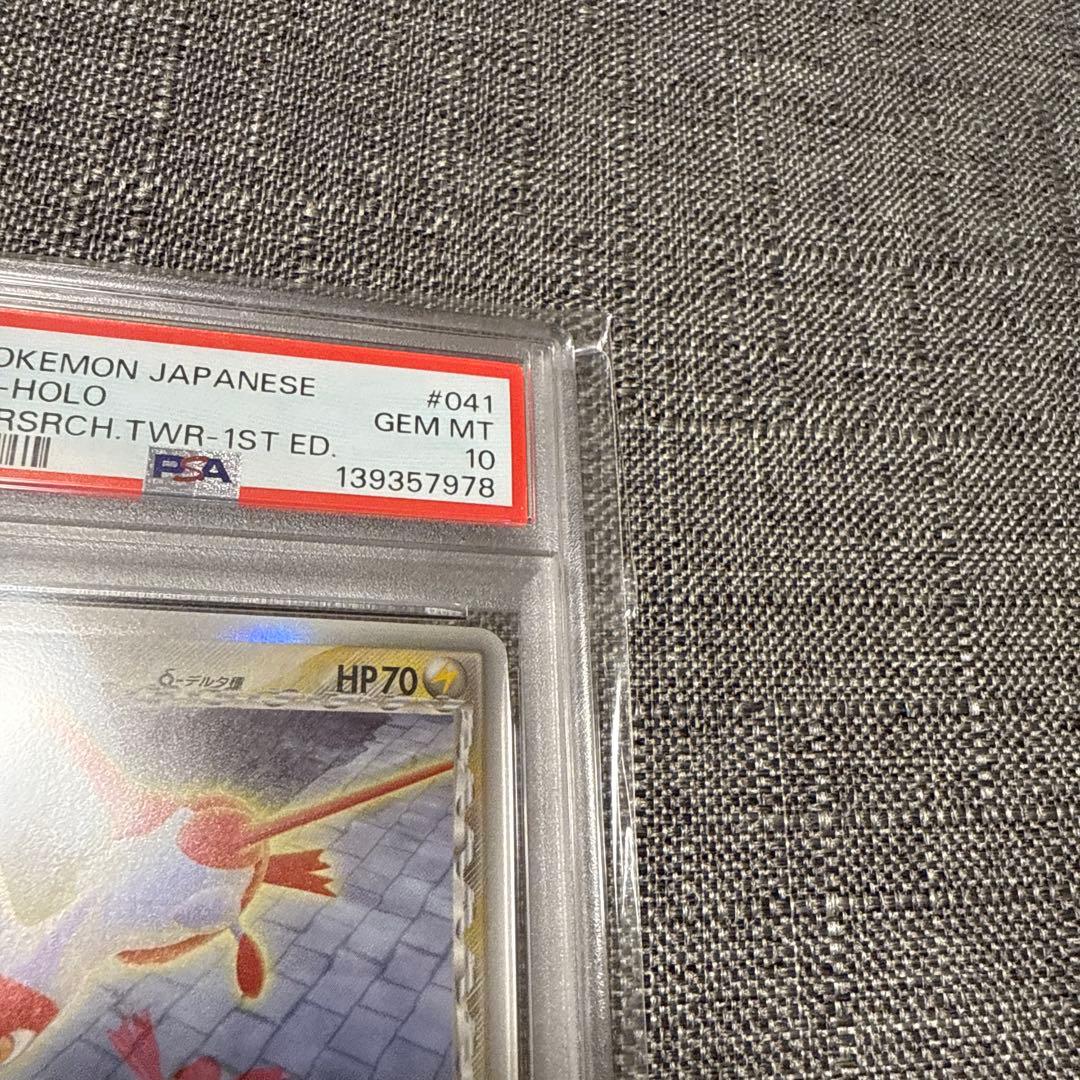 OKEMON JAPANESE
#041
-HOLO
GEM MT
RSRCH.TWR-1ST ED.
10
PSA
139357978
δ-デルタ種
HP70